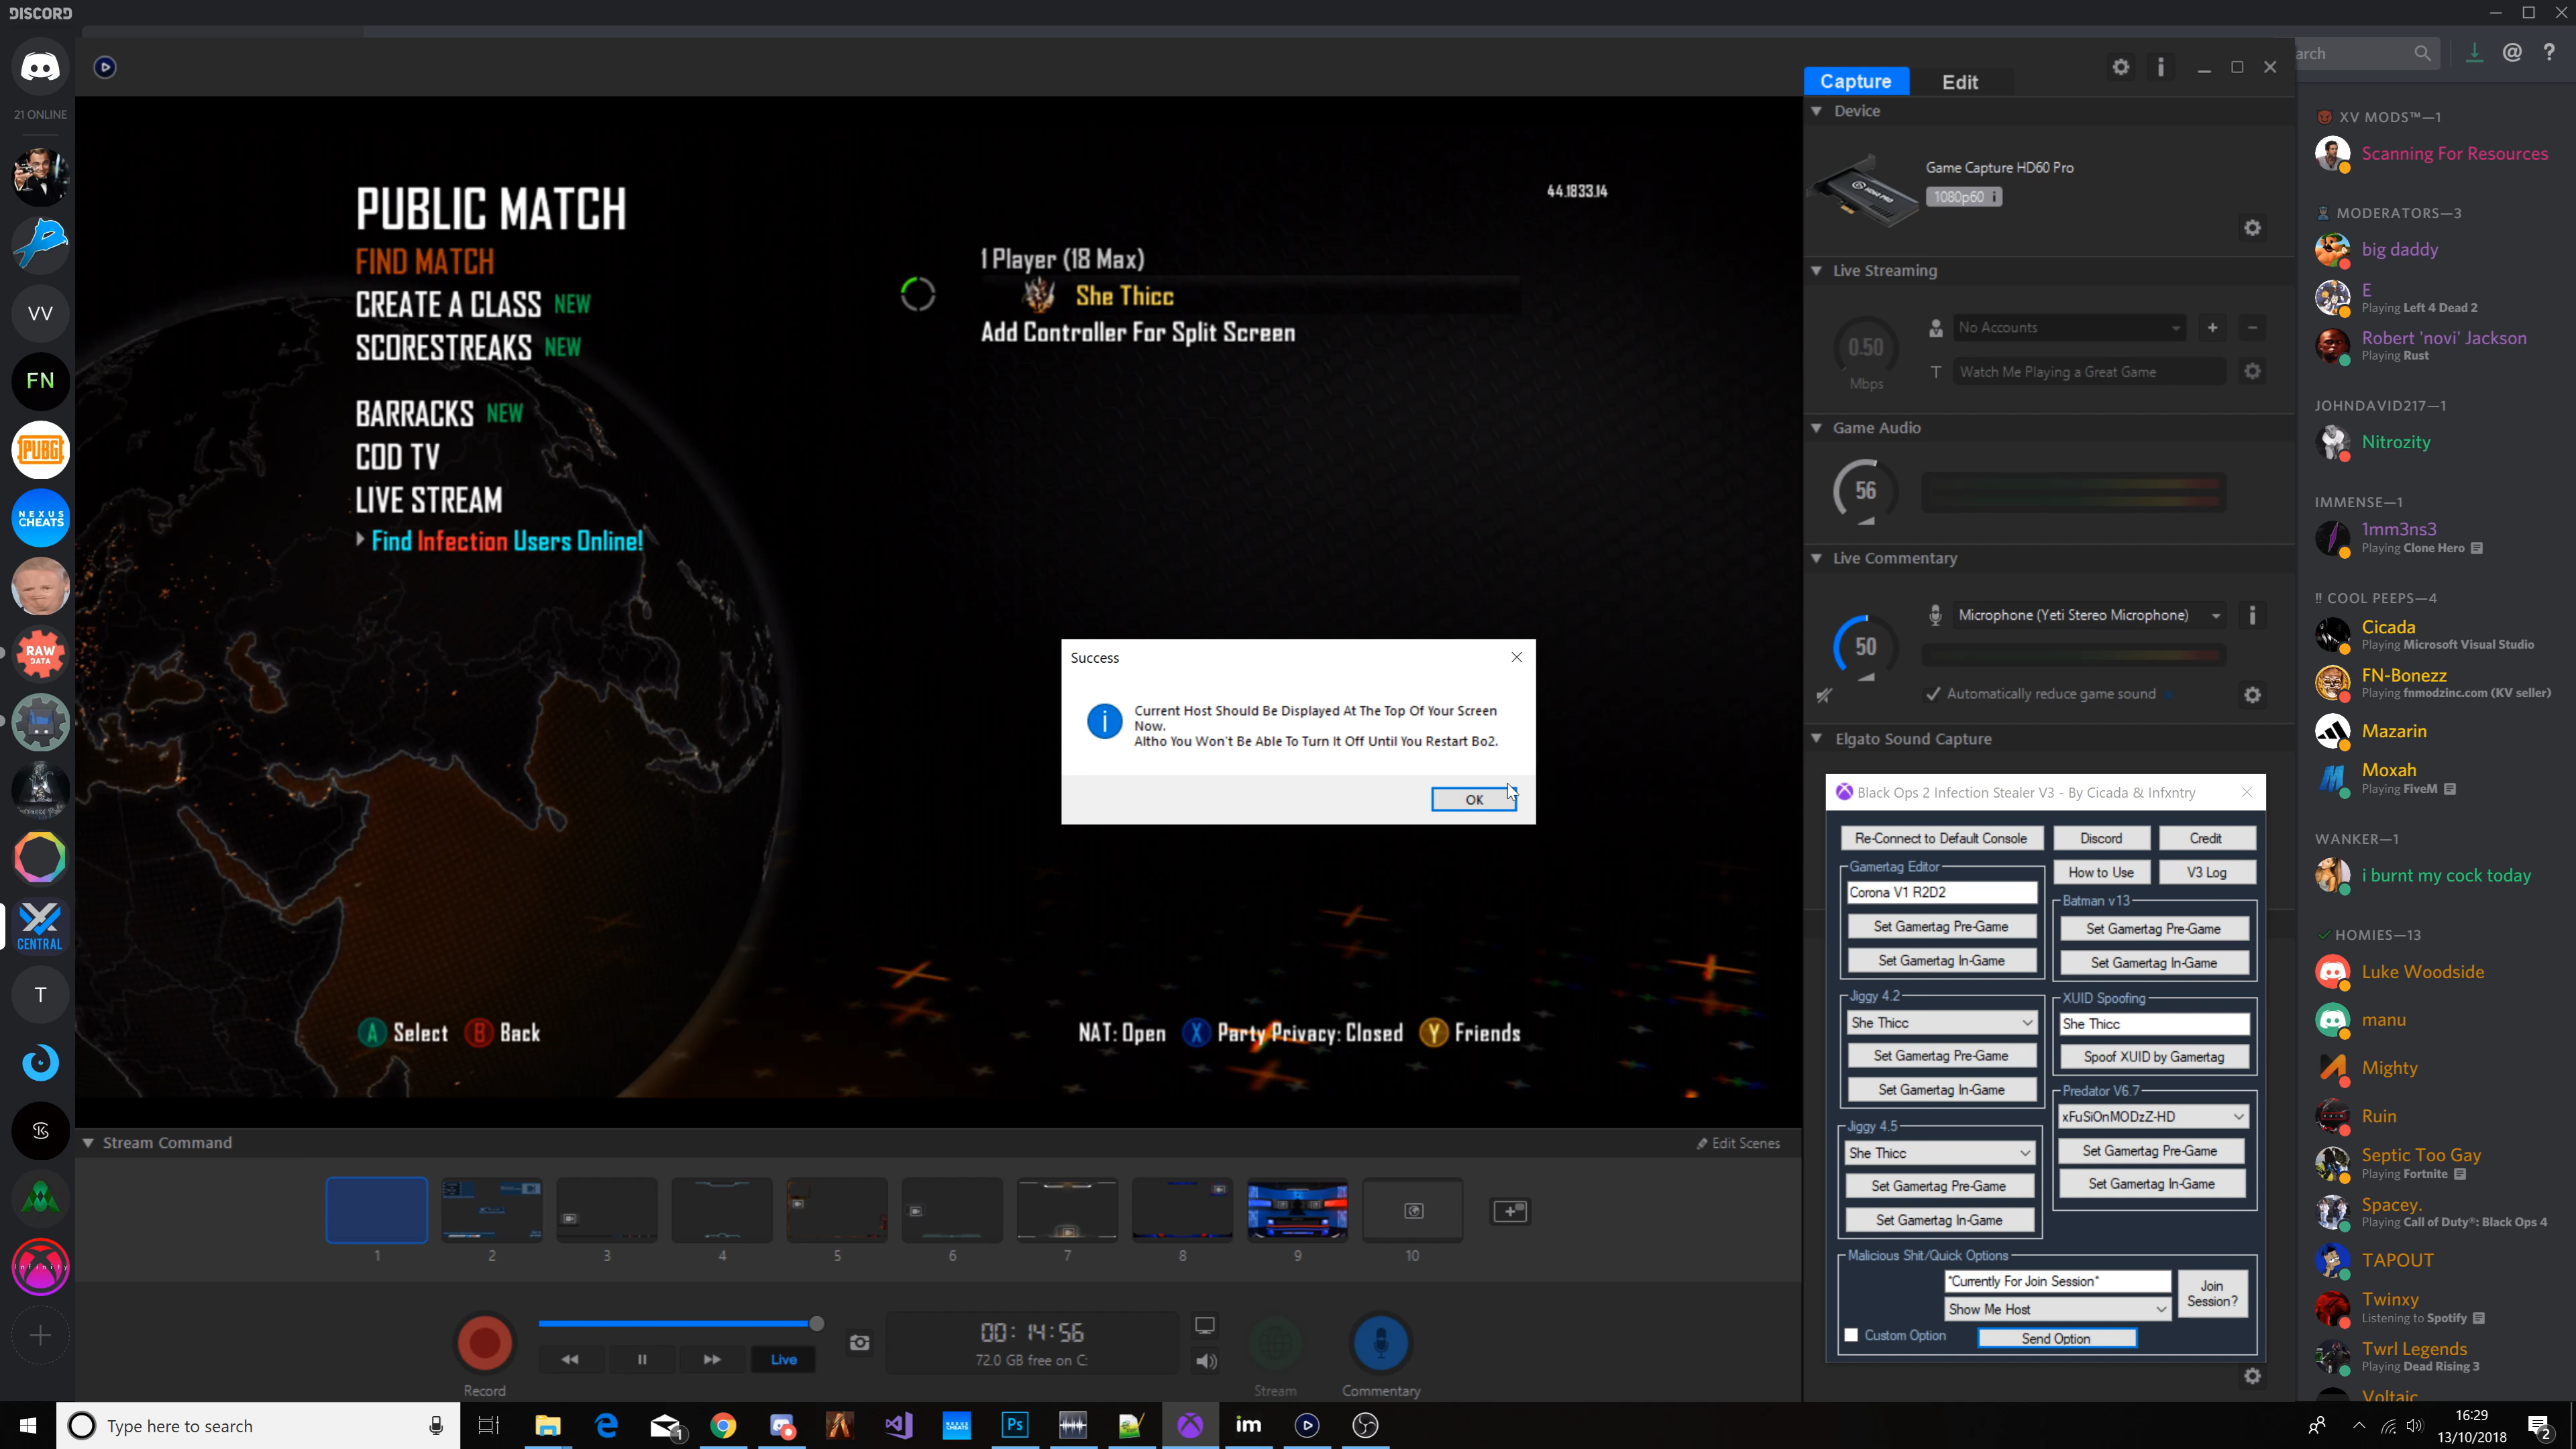 DISCORD
21 ONLINE
VV
FN
PUBG
NEXUS
CHEATS
RAW
DATA
CENTRAL
T
Infinity
PUBLIC MATCH
FIND MATCH
CREATE A CLASS NEW
SCORESTREAKS NEW
BARRACKS NEW
COD TV
LIVE STREAM
Find Infection Users Online!
44.1833.14
1 Player (18 Max)
She Thicc
Add Controller For Split Screen
A Select B Back
NAT: Open X Party Privacy: Closed Y Friends
Success
Current Host Should Be Displayed At The Top Of Your Screen
Now.
Altho You Won't Be Able To Turn It Off Until You Restart Bo2.
OK
Stream Command
Edit Scenes
1 2 3 4 5 6 7 8 9 10
Record
Live
00:14:56
72.0 GB free on C:
Stream
Commentary
Capture Edit
Device
Game Capture HD60 Pro
1080p60 i
Live Streaming
0.50
Mbps
No Accounts
T Watch Me Playing a Great Game
Game Audio
56
Live Commentary
50
Microphone (Yeti Stereo Microphone)
Automatically reduce game sound
Elgato Sound Capture
Black Ops 2 Infection Stealer V3 - By Cicada & Infxntry
Re-Connect to Default Console
Discord
Credit
How to Use
V3 Log
Gamertag Editor
Corona V1 R2D2
Set Gamertag Pre-Game
Set Gamertag In-Game
Batman v13
Set Gamertag Pre-Game
Set Gamertag In-Game
Jiggy 4.2
She Thicc
Set Gamertag Pre-Game
Set Gamertag In-Game
XUID Spoofing
She Thicc
Spoof XUID by Gamertag
Jiggy 4.5
She Thicc
Set Gamertag Pre-Game
Set Gamertag In-Game
Predator V6.7
xFuSiOnMODzZ-HD
Set Gamertag Pre-Game
Set Gamertag In-Game
Malicious Shit/Quick Options
"Currently For Join Session"
Show Me Host
Join
Session?
Custom Option
Send Option
arch
XV MODS™—1
Scanning For Resources
MODERATORS—3
big daddy
E
Playing Left 4 Dead 2
Robert 'novi' Jackson
Playing Rust
JOHNDAVID217—1
Nitrozity
IMMENSE—1
1mm3ns3
Playing Clone Hero
!! COOL PEEPS—4
Cicada
Playing Microsoft Visual Studio
FN-Bonezz
Playing fnmodzinc.com (KV seller)
Mazarin
Moxah
Playing FiveM
WANKER—1
i burnt my cock today
HOMIES—13
Luke Woodside
manu
Mighty
Ruin
Septic Too Gay
Playing Fortnite
Spacey.
Playing Call of Duty®: Black Ops 4
TAPOUT
Twinxy
Listening to Spotify
Twrl Legends
Playing Dead Rising 3
Voltaic
Type here to search
1
NEXUS
CHEATS
Ps
im
16:29
13/10/2018
2